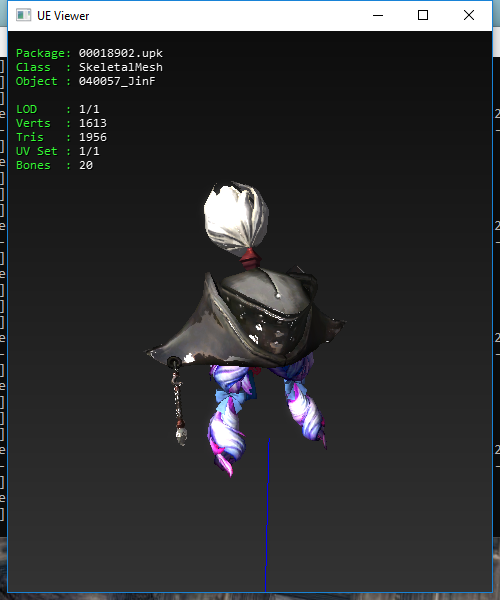 UE Viewer
Package: 00018902.upk
Class : SkeletalMesh
Object : 040057_JinF
LOD : 1/1
Verts : 1613
Tris : 1956
UV Set : 1/1
Bones : 20